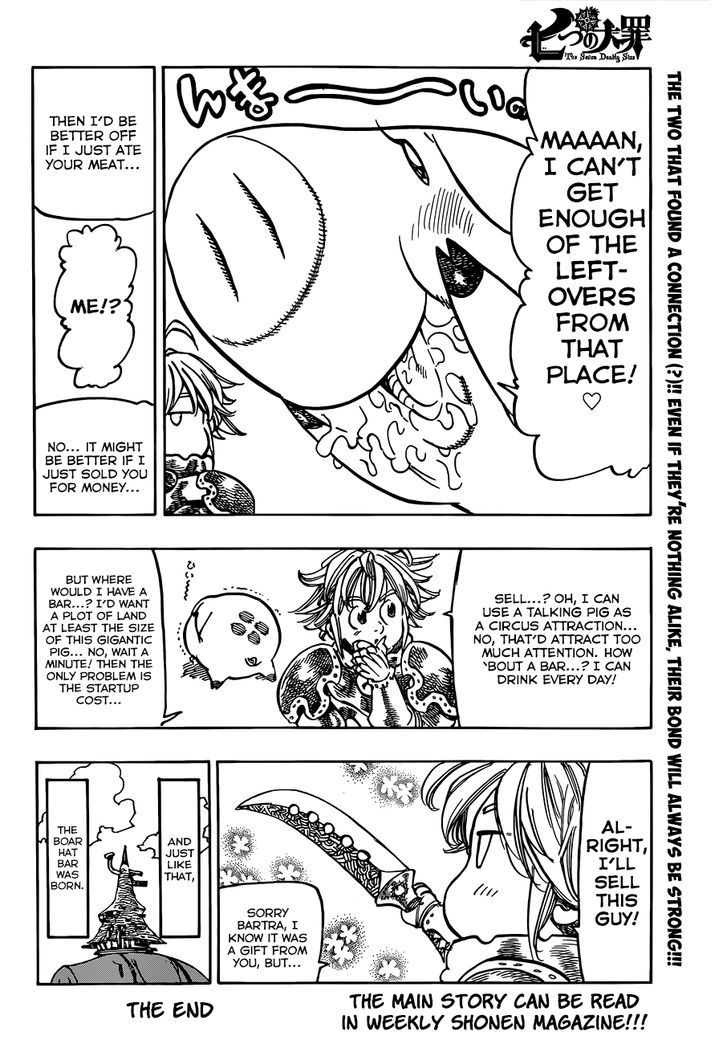 七つの大罪
The Seven Deadly Sins
THE TWO THAT FOUND A CONNECTION (?)!! EVEN IF THEY'RE NOTHING ALIKE, THEIR BOND WILL ALWAYS BE STRONG!!!
んま〜いの
MAAAAN,
I CAN'T
GET
ENOUGH
OF THE
LEFT-
OVERS
FROM
THAT
PLACE!
♡
THEN I'D BE
BETTER OFF
IF I JUST ATE
YOUR MEAT...
ME!?
NO... IT MIGHT
BE BETTER IF I
JUST SOLD YOU
FOR MONEY...
SELL...? OH, I CAN
USE A TALKING PIG AS
A CIRCUS ATTRACTION...
NO, THAT'D ATTRACT TOO
MUCH ATTENTION. HOW
'BOUT A BAR...? I CAN
DRINK EVERY DAY!
ひぃ
BUT WHERE
WOULD I HAVE A
BAR...? I'D WANT
A PLOT OF LAND
AT LEAST THE SIZE
OF THIS GIGANTIC
PIG... NO, WAIT A
MINUTE! THEN THE
ONLY PROBLEM IS
THE STARTUP
COST...
AL-
RIGHT,
I'LL
SELL
THIS
GUY!
SORRY
BARTRA, I
KNOW IT WAS
A GIFT FROM
YOU, BUT...
AND
JUST
LIKE
THAT,
THE
BOAR
HAT
BAR
WAS
BORN.
THE END
THE MAIN STORY CAN BE READ
IN WEEKLY SHONEN MAGAZINE!!!